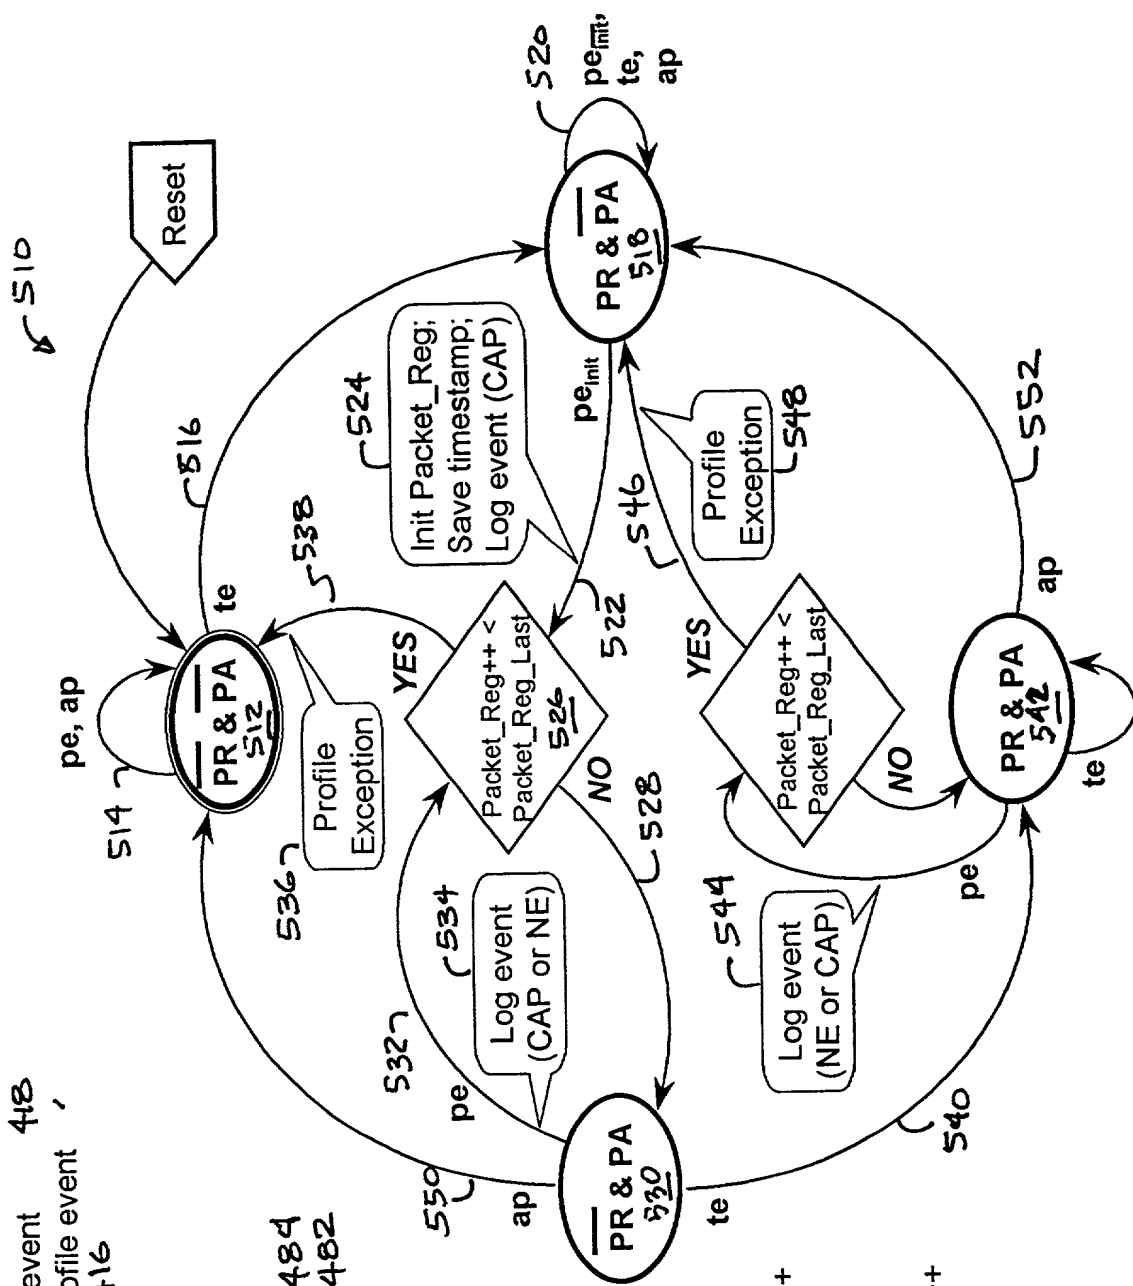 510
Reset
pe, ap
514
PR & PA
512
te
516
538
Profile
Exception
536
524
Init Packet_Reg;
Save timestamp;
Log event (CAP)
520
pe_init,
te,
ap
PR & PA
518
pe_init
522
YES
Packet_Reg++ <
Packet_Reg_Last
526
NO
528
534
Log event
(CAP or NE)
532
pe
550
ap
PR & PA
530
te
540
544
Log event
(NE or CAP)
pe
YES
Packet_Reg++ <
Packet_Reg_Last
NO
546
Profile
Exception
548
PR & PA
542
te
ap
552
event 418
ofile event
416
484
482
+
++